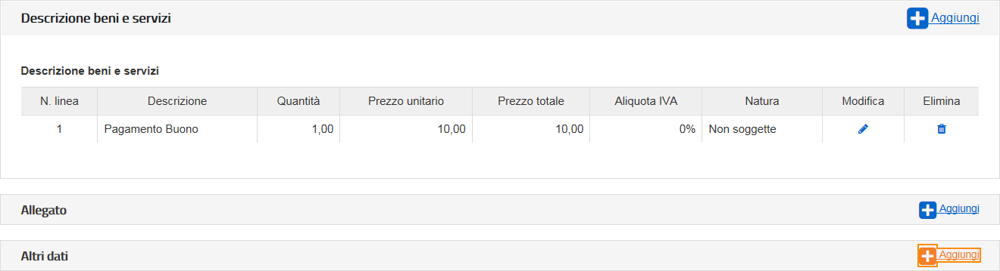 Descrizione beni e servizi
Aggiungi
Descrizione beni e servizi
N. linea Descrizione Quantità Prezzo unitario Prezzo totale Aliquota IVA Natura Modifica Elimina
1 Pagamento Buono 1,00 10,00 10,00 0% Non soggette
Allegato
Aggiungi
Altri dati
Aggiungi